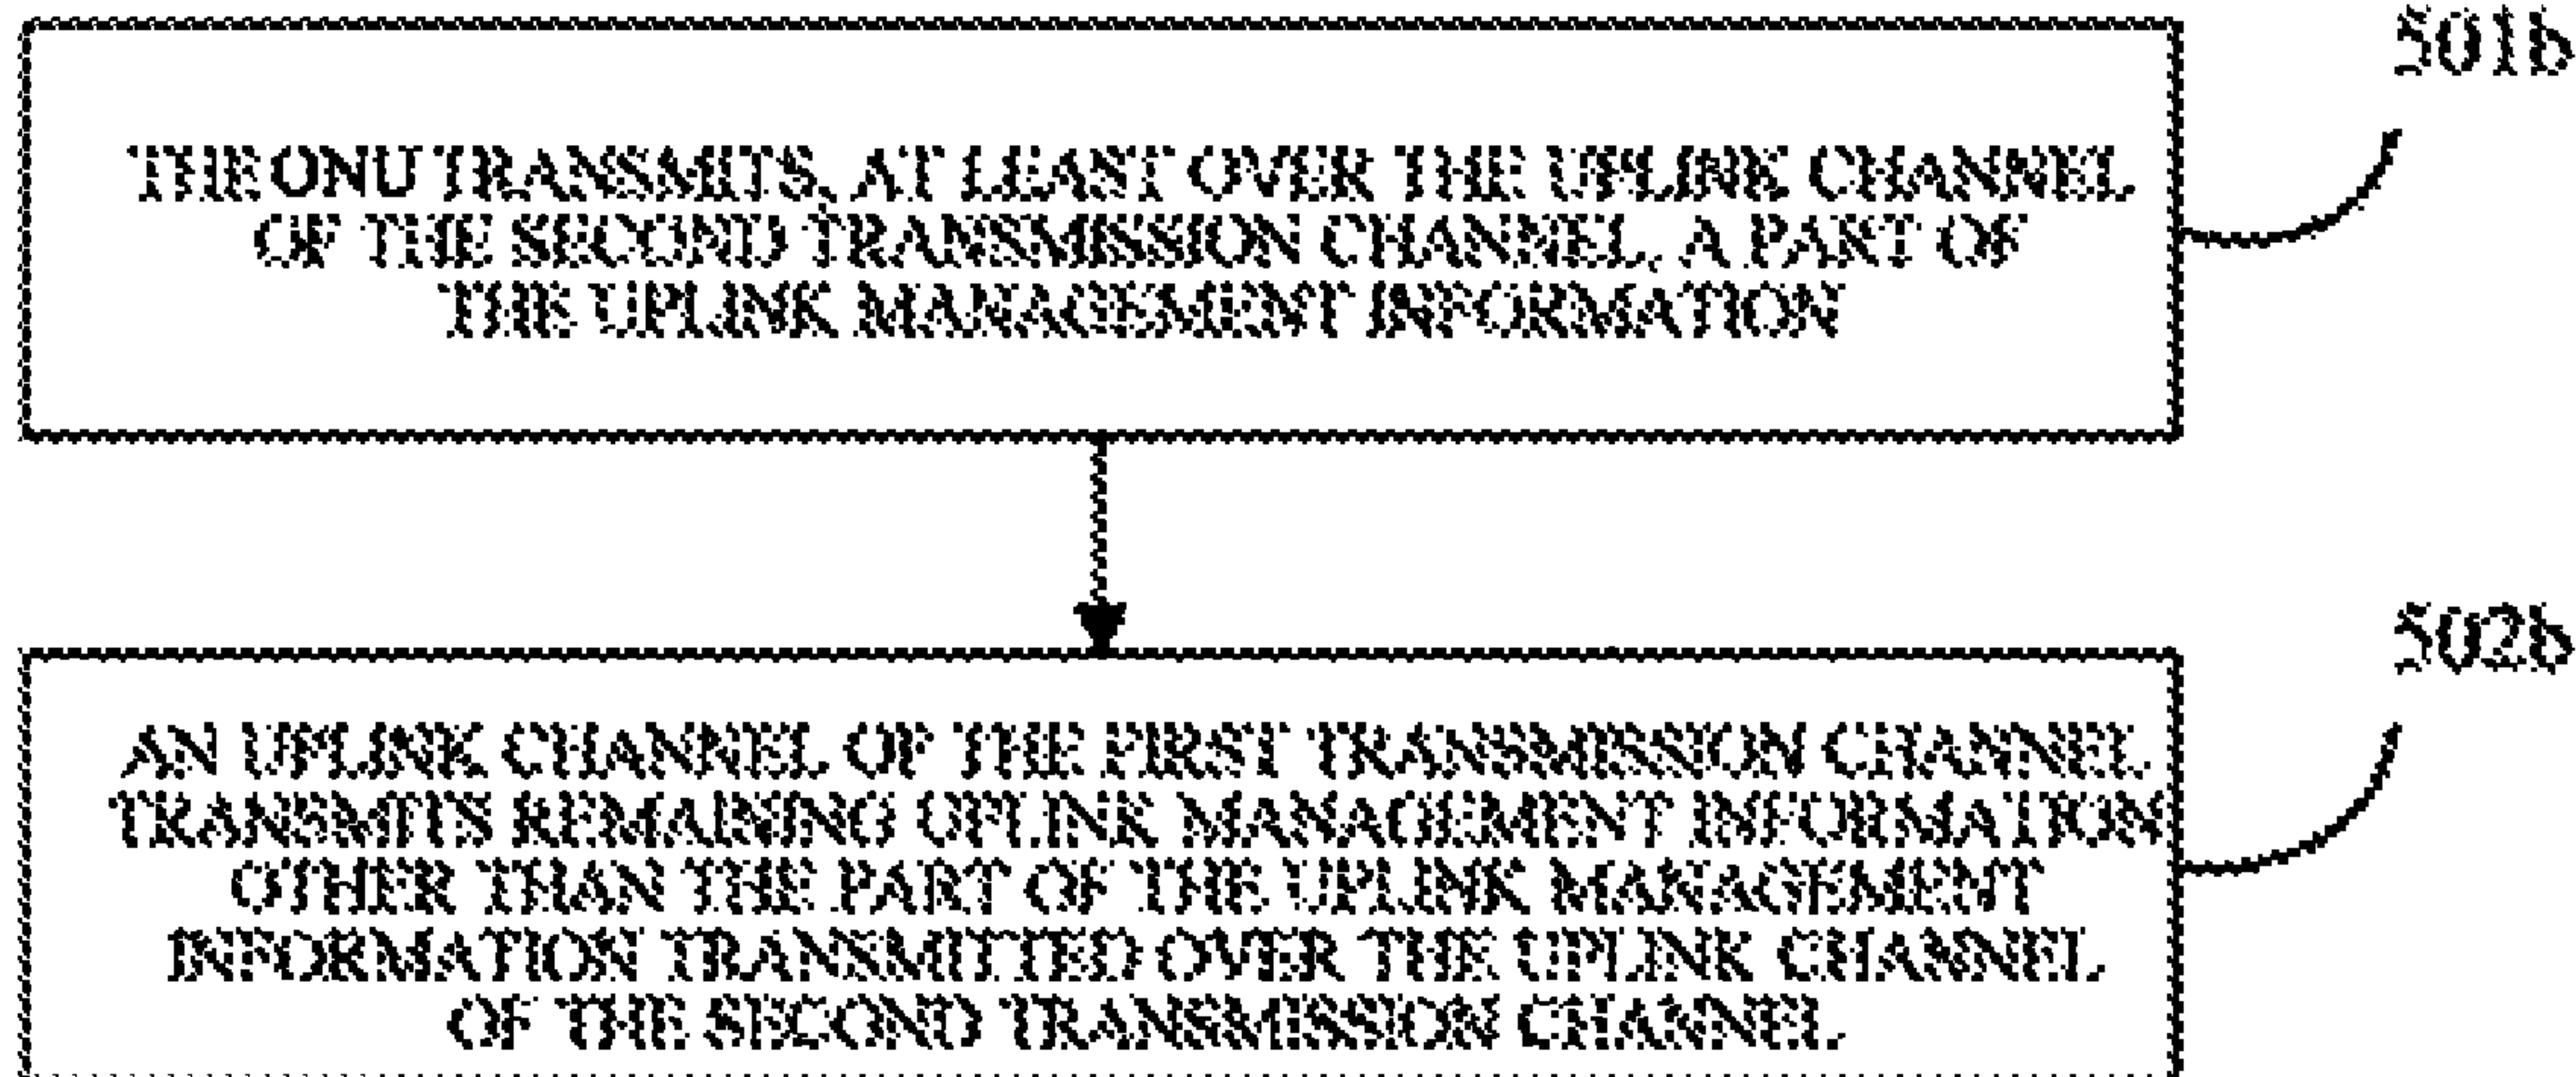 501b
THE ONU TRANSMITS, AT LEAST OVER THE UPLINK CHANNEL
OF THE SECOND TRANSMISSION CHANNEL, A PART OF
THE UPLINK MANAGEMENT INFORMATION
502b
AN UPLINK CHANNEL OF THE FIRST TRANSMISSION CHANNEL
TRANSMITS REMAINING UPLINK MANAGEMENT INFORMATION
OTHER THAN THE PART OF THE UPLINK MANAGEMENT
INFORMATION TRANSMITTED OVER THE UPLINK CHANNEL
OF THE SECOND TRANSMISSION CHANNEL